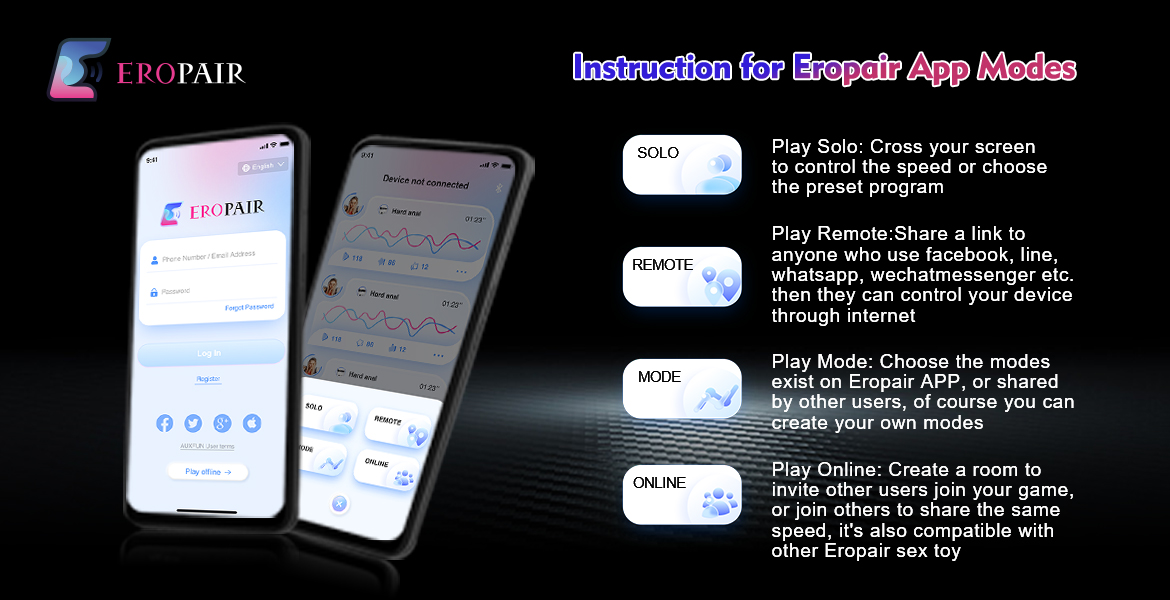 EROPAIR
Instruction for Eropair App Modes
9:41
English
EROPAIR
Phone Number / Email Address
Password
Forgot Password
Log In
Register
AUXFUN User terms
Play offline →
9:41
Device not connected
Hard anal
01:23"
118 88 12
Hard anal
01:23"
118 88 12
Hard anal
01:23"
SOLO
REMOTE
ODE
ONLINE
SOLO
Play Solo: Cross your screen
to control the speed or choose
the preset program
REMOTE
Play Remote:Share a link to
anyone who use facebook, line,
whatsapp, wechatmessenger etc.
then they can control your device
through internet
MODE
Play Mode: Choose the modes
exist on Eropair APP, or shared
by other users, of course you can
create your own modes
ONLINE
Play Online: Create a room to
invite other users join your game,
or join others to share the same
speed, it's also compatible with
other Eropair sex toy